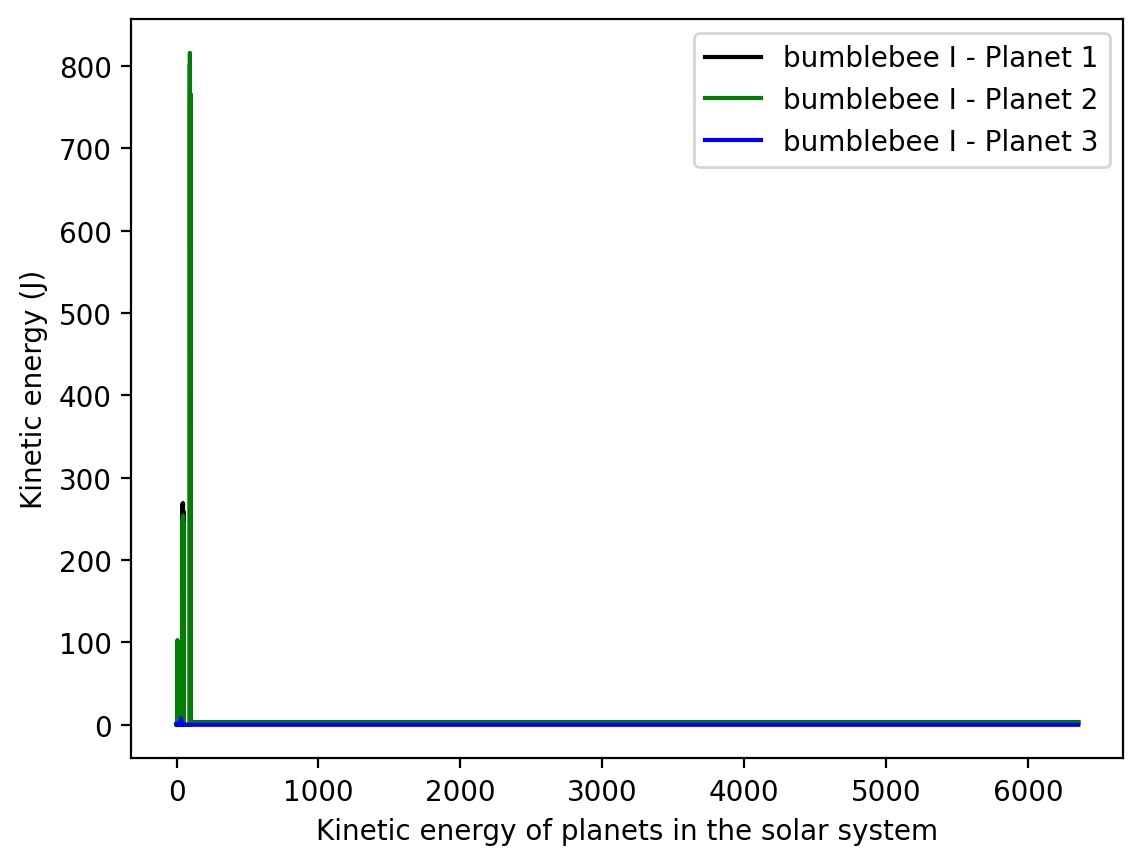 800
700
600
500
400
300
200
100
0
Kinetic energy (J)
bumblebee I - Planet 1
bumblebee I - Planet 2
bumblebee I - Planet 3
0 1000 2000 3000 4000 5000 6000
Kinetic energy of planets in the solar system